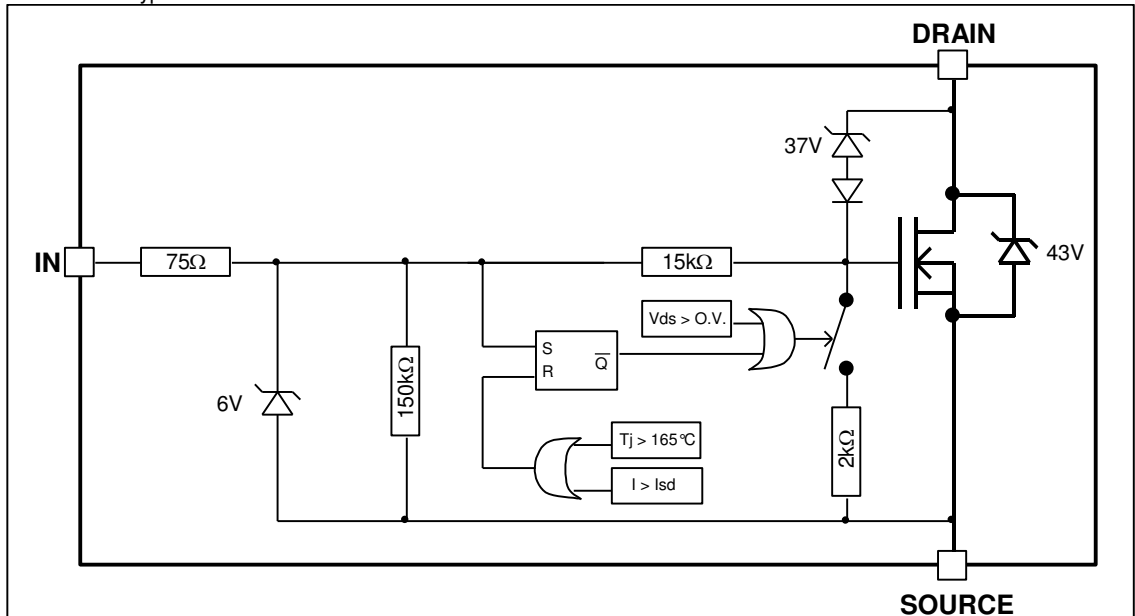 DRAIN
37V
IN
75Ω
15kΩ
43V
Vds > O.V.
S
R
Q
150kΩ
6V
Tj > 165°C
I > Isd
2kΩ
SOURCE